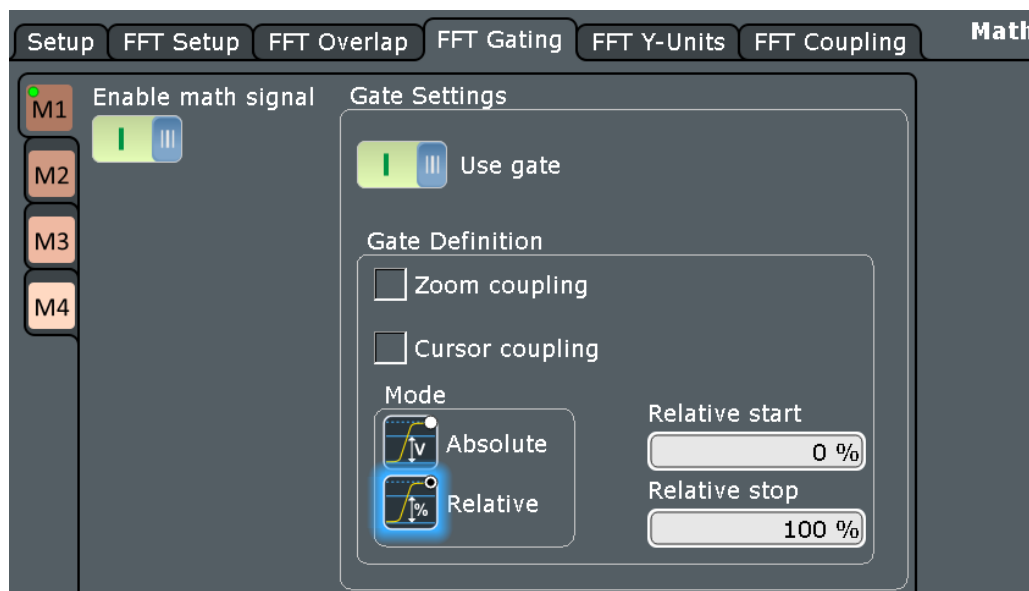 Setup FFT Setup FFT Overlap FFT Gating FFT Y-Units FFT Coupling Math
M1 Enable math signal Gate Settings
Use gate
M2
M3 Gate Definition
Zoom coupling
M4
Cursor coupling
Mode
Relative start
V Absolute
0 %
Relative stop
% Relative
100 %